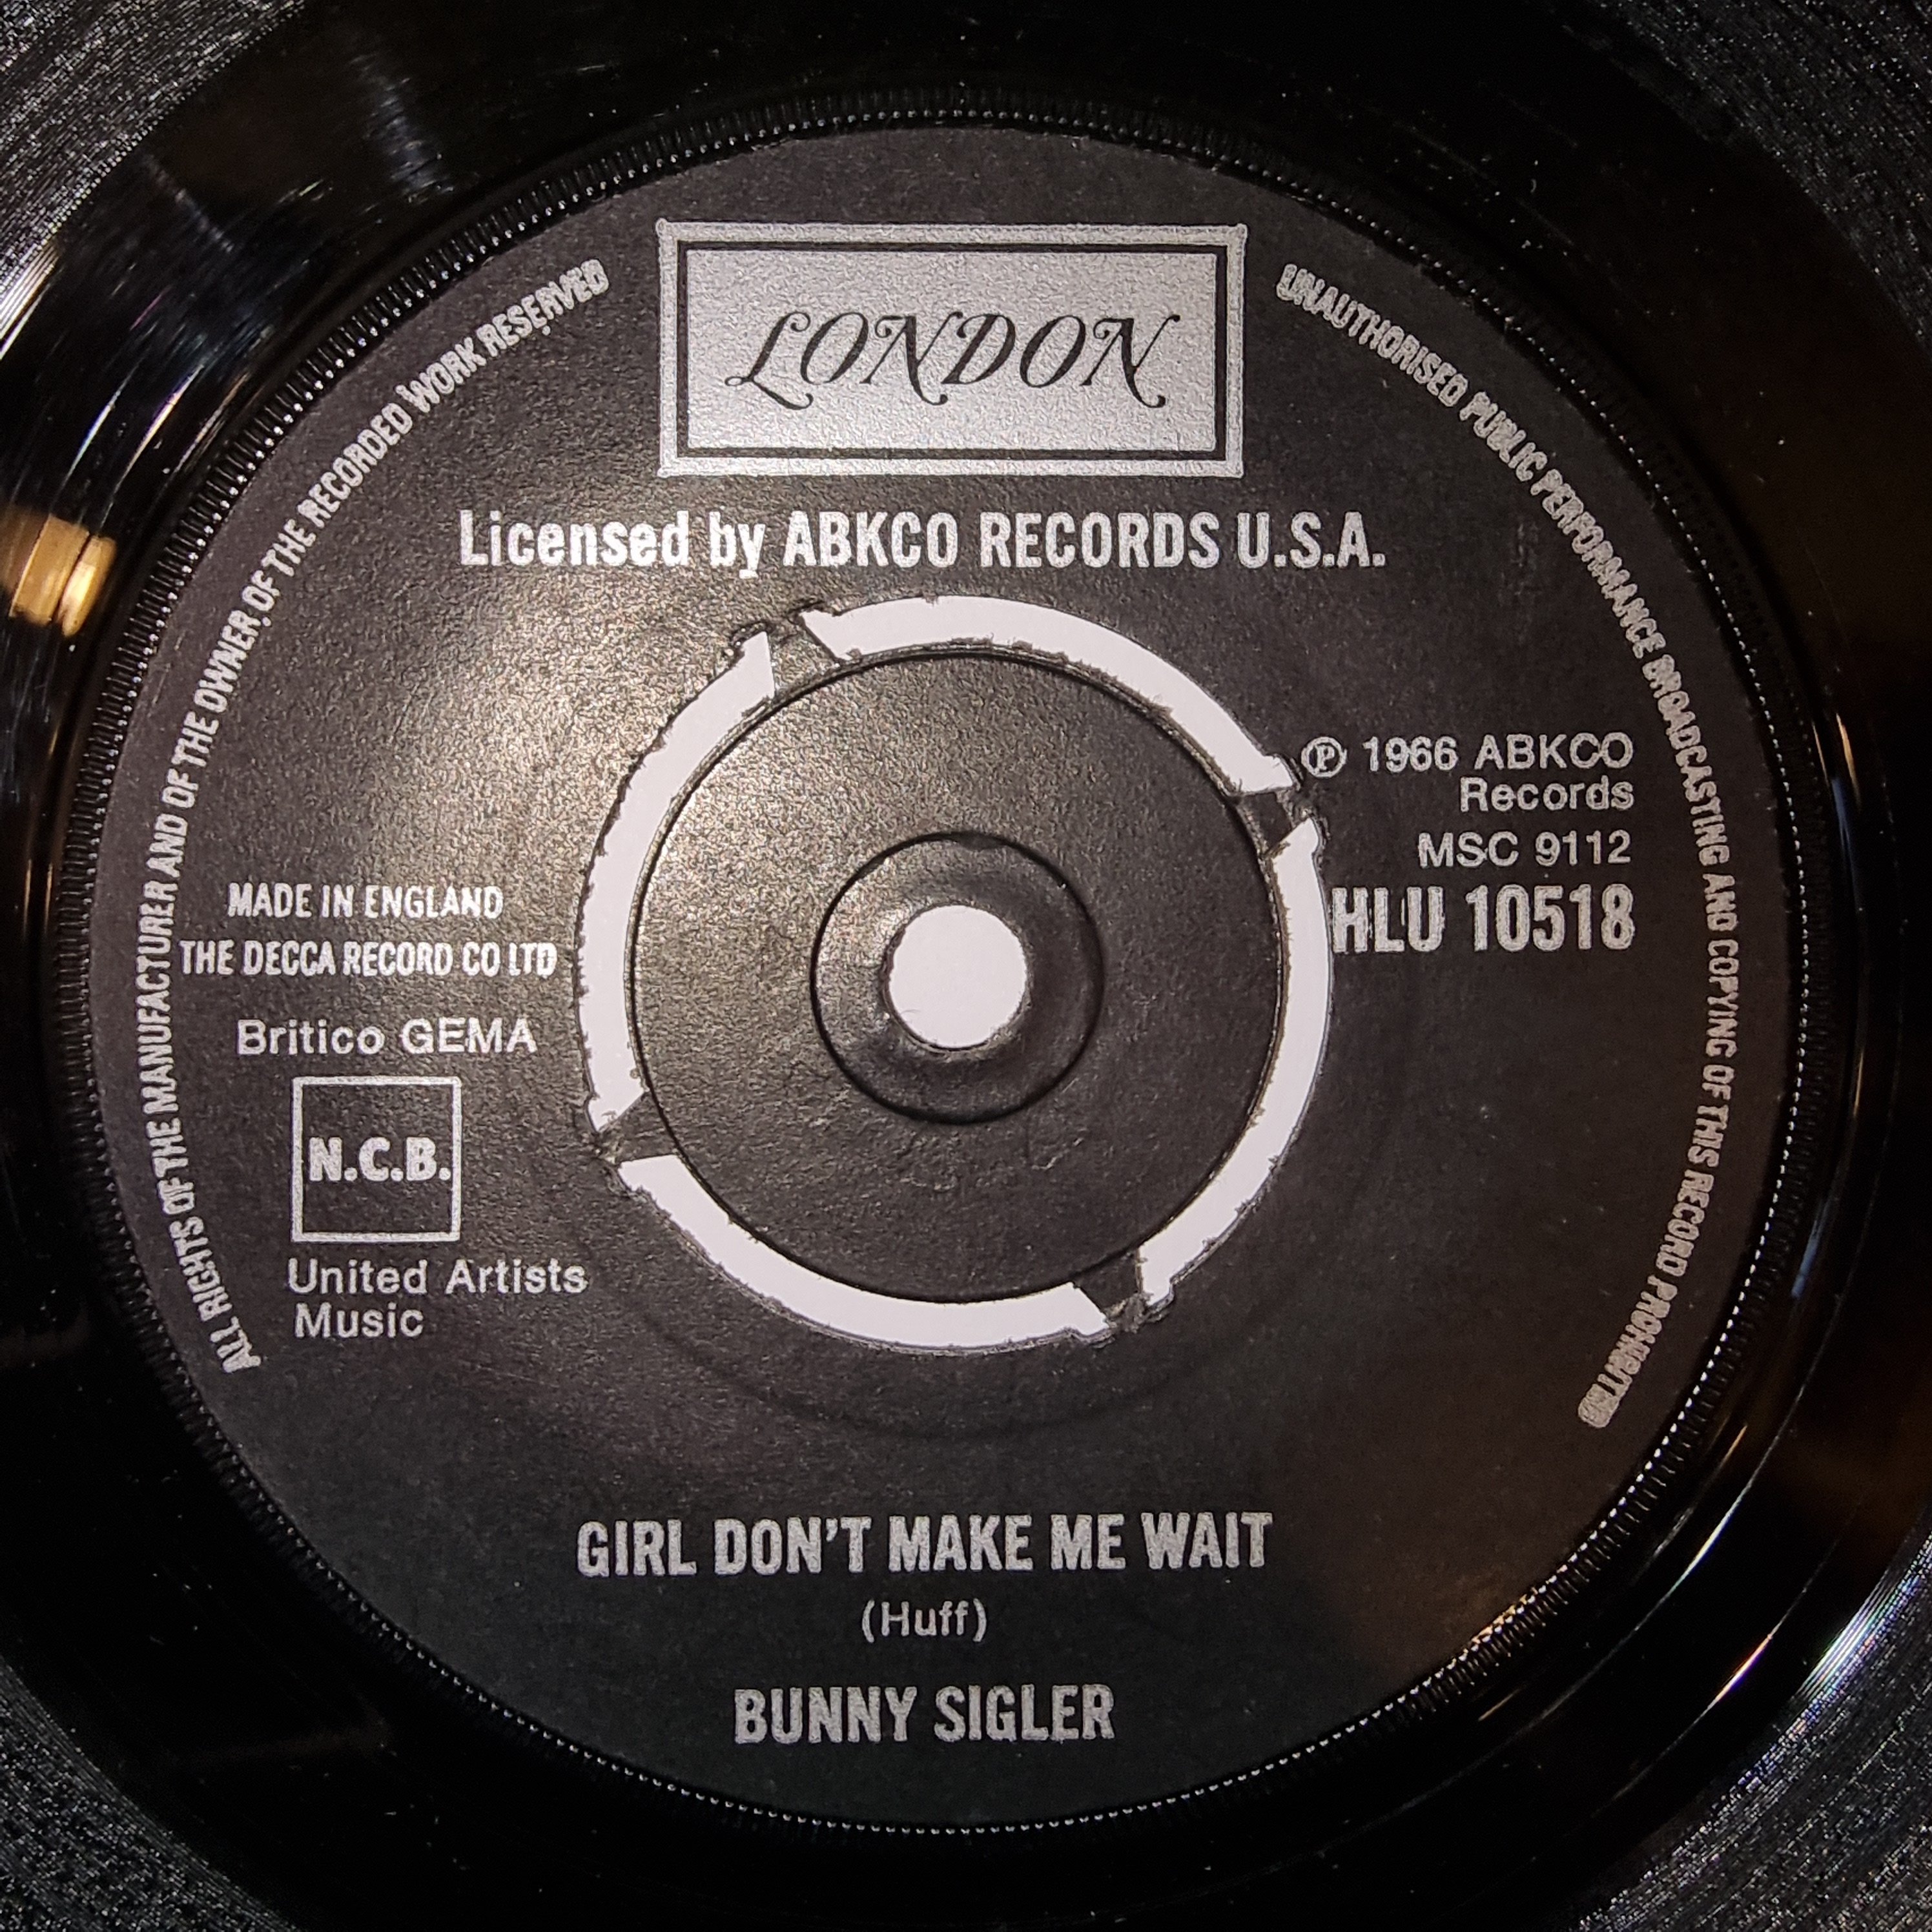 LONDON
ALL RIGHTS OF THE MANUFACTURER AND OF THE OWNER OF THE RECORDED WORK RESERVED
UNAUTHORISED PUBLIC PERFORMANCE BROADCASTING AND COPYING OF THIS RECORD PROHIBITED
Licensed by ABKCO RECORDS U.S.A.
℗ 1966 ABKCO
Records
MSC 9112
HLU 10518
MADE IN ENGLAND
THE DECCA RECORD CO LTD
Britico GEMA
N.C.B.
United Artists
Music
GIRL DON'T MAKE ME WAIT
(Huff)
BUNNY SIGLER